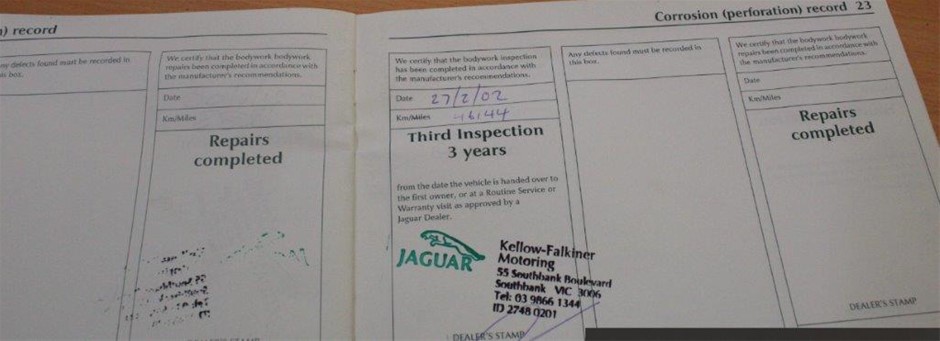 n) record
ny defects found must be recorded in
his box.
We certify that the bodywork bodywork
repairs been completed in accordance with
the manufacturer's recommendations.
Date
Km/Miles
Repairs
completed
DEALER'S STAMP
Corrosion (perforation) record 23
We certify that the bodywork inspection
has been completed in accordance with
the manufacturer's recommendations.
Date 27/2/02
Km/Miles 46144
Third Inspection
3 years
from the date the vehicle is handed over to
the first owner, or at a Routine Service or
Warranty visit as approved by a
Jaguar Dealer.
JAGUAR
Kellow-Falkiner
Motoring
55 Southbank Boulevard
Southbank VIC 3006
Tel: 03 9866 1344
ID 2748 0201
DEALER'S STAMP
Any defects found must be recorded in
this box.
We certify that the bodywork bodywork
repairs been completed in accordance with
the manufacturer's recommendations.
Date
Km/Miles
Repairs
completed
DEALER'S STAMP